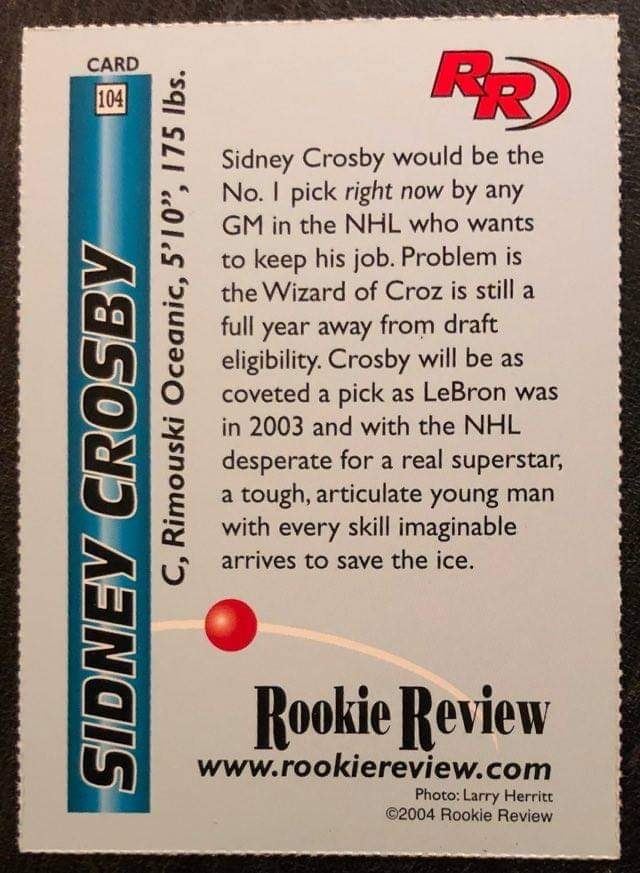 CARD
104
SIDNEY CROSBY
C, Rimouski Oceanic, 5'10", 175 lbs.
RR
Sidney Crosby would be the
No. 1 pick right now by any
GM in the NHL who wants
to keep his job. Problem is
the Wizard of Croz is still a
full year away from draft
eligibility. Crosby will be as
coveted a pick as LeBron was
in 2003 and with the NHL
desperate for a real superstar,
a tough, articulate young man
with every skill imaginable
arrives to save the ice.
Rookie Review
www.rookiereview.com
Photo: Larry Herritt
©2004 Rookie Review